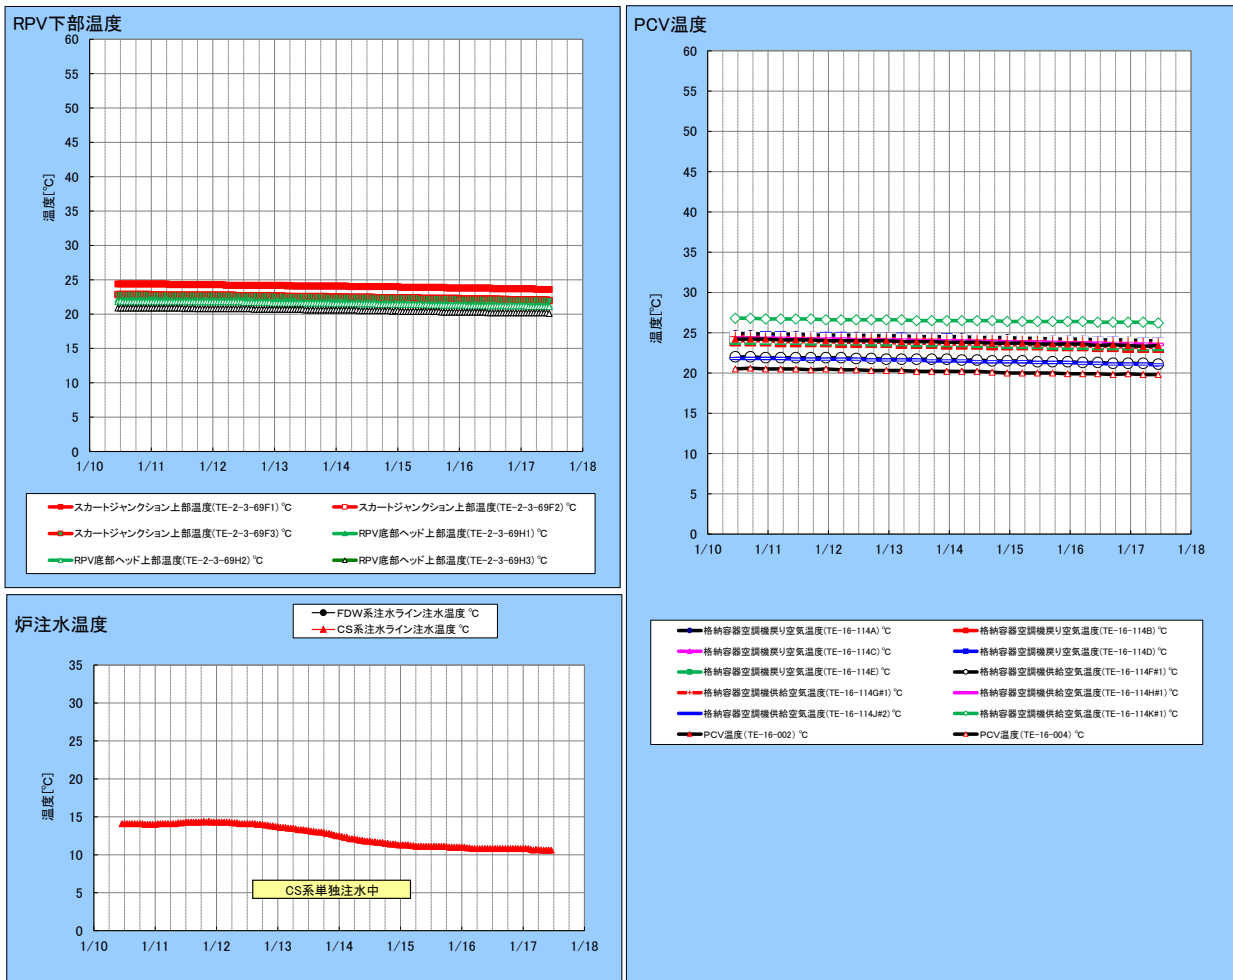 RPV下部温度
60
55
50
45
40
35
30
25
20
15
10
5
0
温度[℃]
1/10 1/11 1/12 1/13 1/14 1/15 1/16 1/17 1/18
スカートジャンクション上部温度(TE-2-3-69F1)℃ スカートジャンクション上部温度(TE-2-3-69F2)℃
スカートジャンクション上部温度(TE-2-3-69F3)℃ RPV底部ヘッド上部温度(TE-2-3-69H1)℃
RPV底部ヘッド上部温度(TE-2-3-69H2)℃ RPV底部ヘッド上部温度(TE-2-3-69H3)℃
炉注水温度
FDW系注水ライン注水温度 ℃
CS系注水ライン注水温度 ℃
35
30
25
20
15
10
5
0
温度[℃]
CS系単独注水中
1/10 1/11 1/12 1/13 1/14 1/15 1/16 1/17 1/18
PCV温度
60
55
50
45
40
35
30
25
20
15
10
5
0
温度[℃]
1/10 1/11 1/12 1/13 1/14 1/15 1/16 1/17 1/18
格納容器空調機戻り空気温度(TE-16-114A)℃ 格納容器空調機戻り空気温度(TE-16-114B)℃
格納容器空調機戻り空気温度(TE-16-114C)℃ 格納容器空調機戻り空気温度(TE-16-114D)℃
格納容器空調機戻り空気温度(TE-16-114E)℃ 格納容器空調機供給空気温度(TE-16-114F#1)℃
格納容器空調機供給空気温度(TE-16-114G#1)℃ 格納容器空調機供給空気温度(TE-16-114H#1)℃
格納容器空調機供給空気温度(TE-16-114J#2)℃ 格納容器空調機供給空気温度(TE-16-114K#1)℃
PCV温度(TE-16-002)℃ PCV温度(TE-16-004)℃